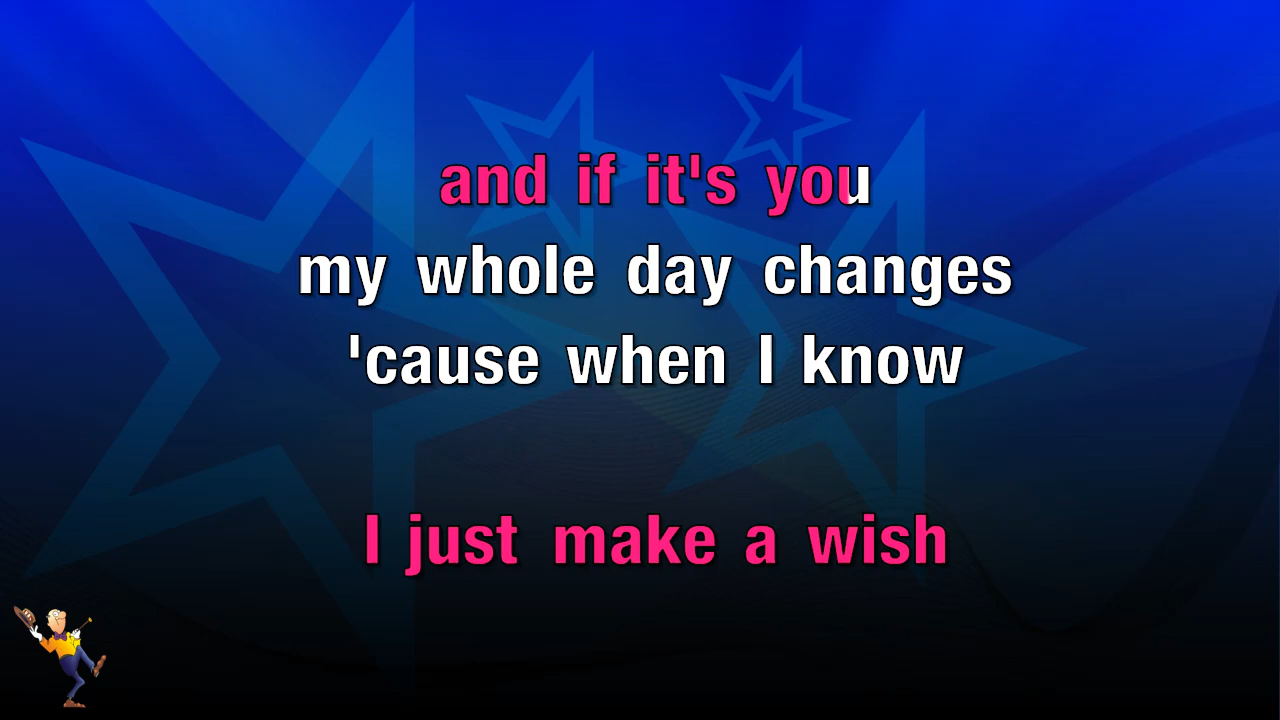 and if it's you
my whole day changes
'cause when I know
I just make a wish